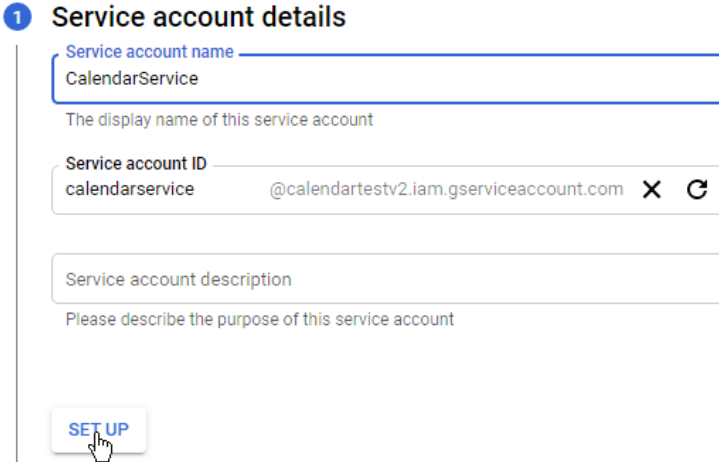 1 Service account details
Service account name
CalendarService
The display name of this service account
Service account ID
calendarservice @calendartestv2.iam.gserviceaccount.com
Service account description
Please describe the purpose of this service account
SET UP